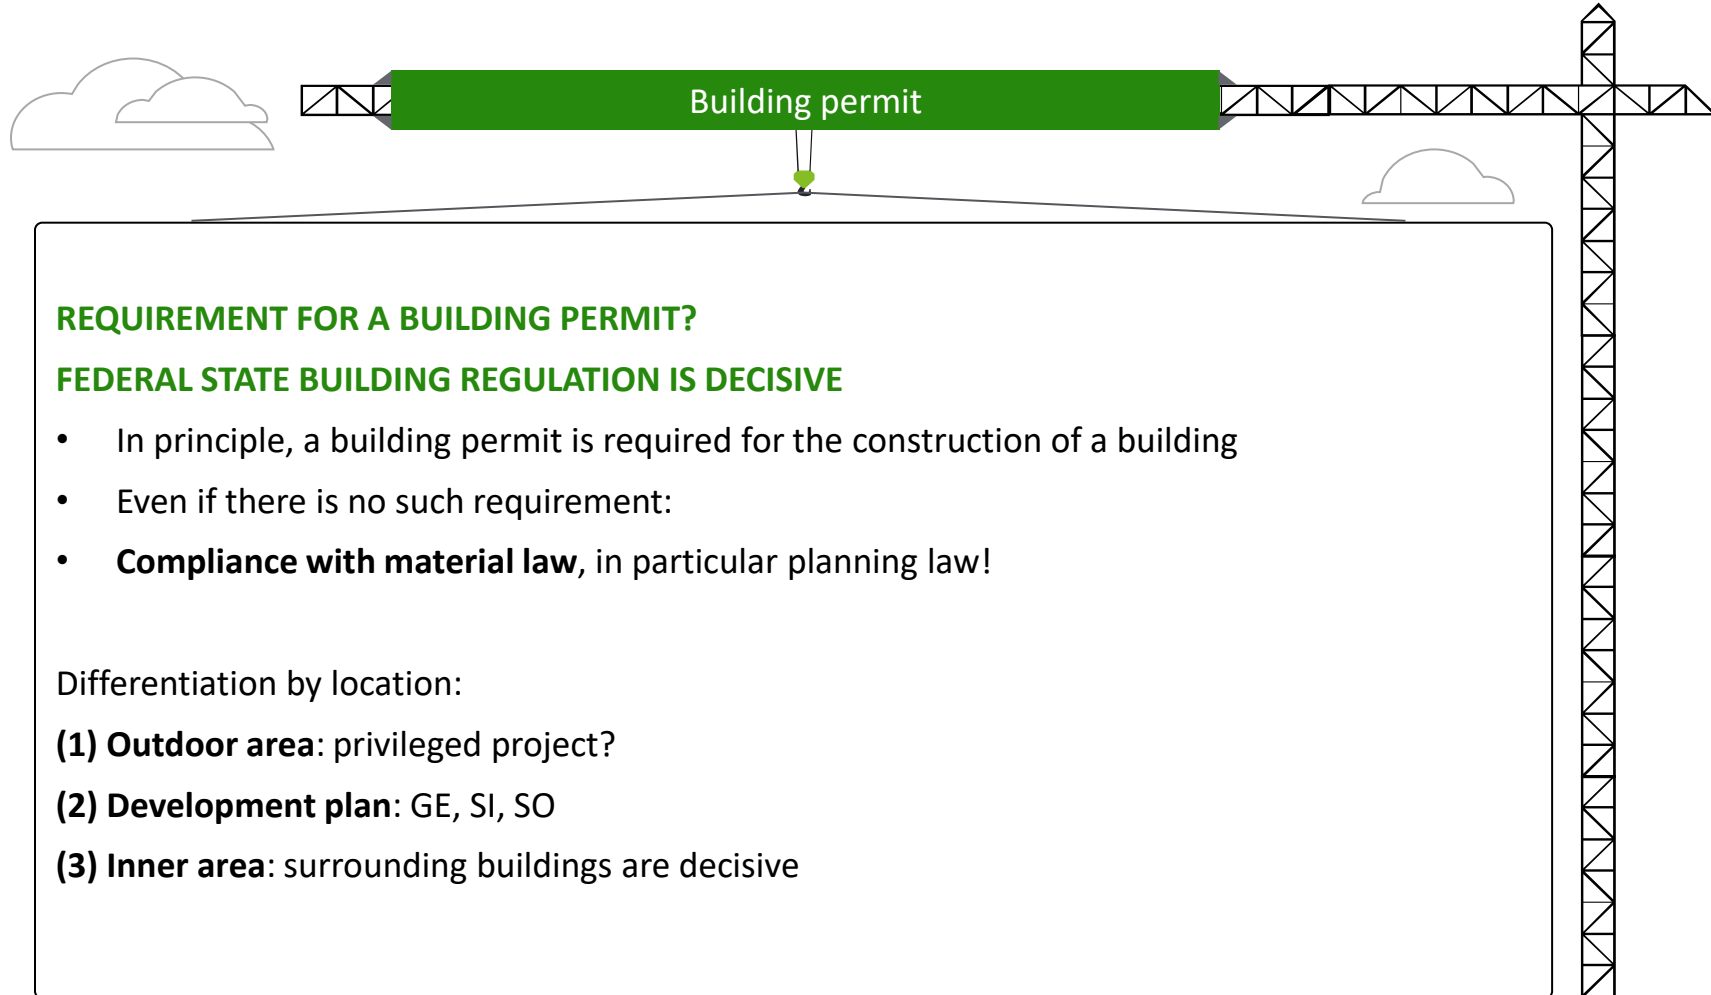 Building permit
REQUIREMENT FOR A BUILDING PERMIT?
FEDERAL STATE BUILDING REGULATION IS DECISIVE
• In principle, a building permit is required for the construction of a building
• Even if there is no such requirement:
• Compliance with material law, in particular planning law!
Differentiation by location:
(1) Outdoor area: privileged project?
(2) Development plan: GE, SI, SO
(3) Inner area: surrounding buildings are decisive